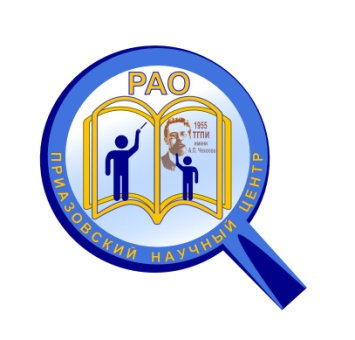 РАО
1955
ТГПИ
имени
А.П. Чехова
ПРИАЗОВСКИЙ НАУЧНЫЙ ЦЕНТР